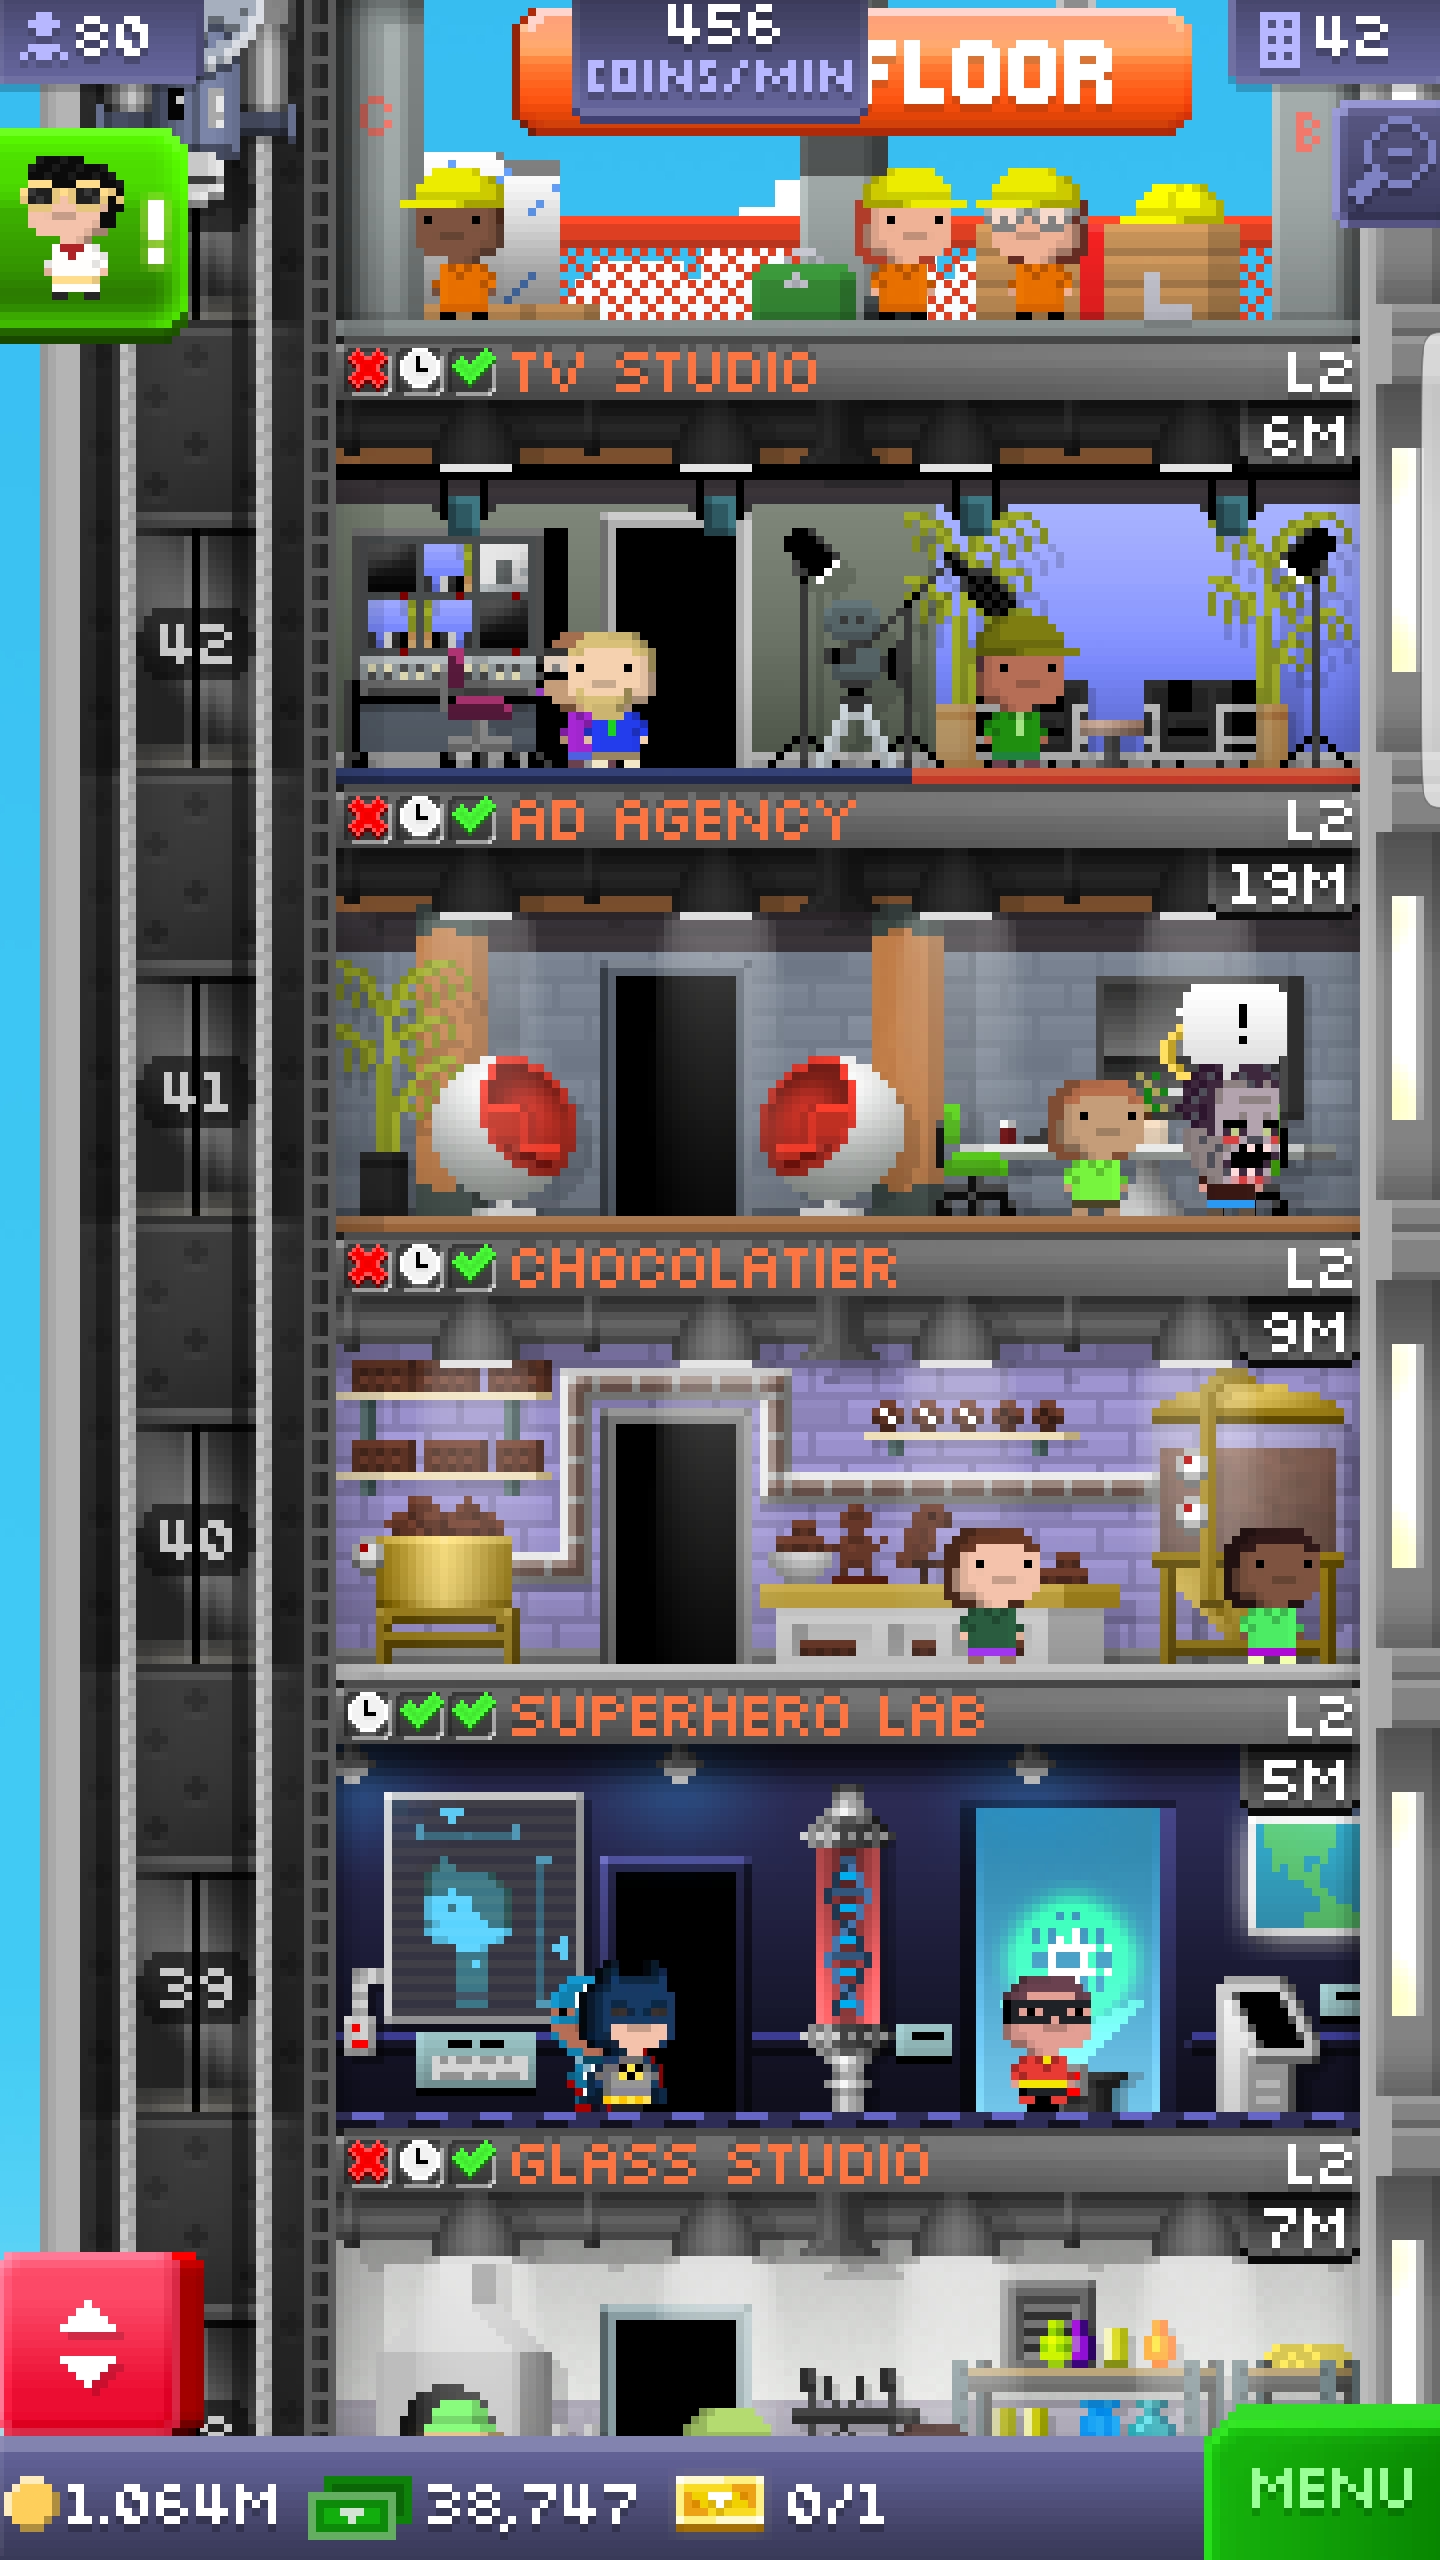 80
456
COINS/MIN
FLOOR
42
C
B
!
TV STUDIO
L2
6M
42
AD AGENCY
L2
19M
!
41
CHOCOLATIER
L2
9M
40
SUPERHERO LAB
L2
5M
39
GLASS STUDIO
L2
7M
1.064M
38,747
0/1
MENU